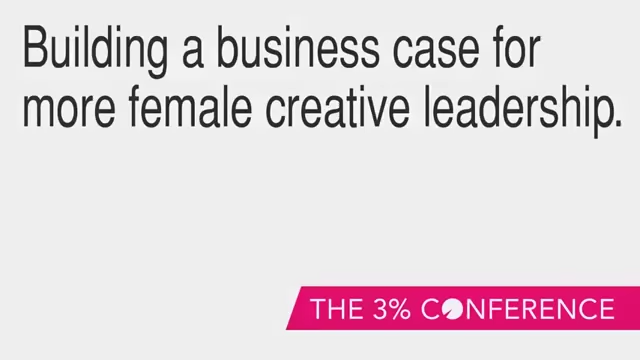 Building a business case for
more female creative leadership.
THE 3% CONFERENCE